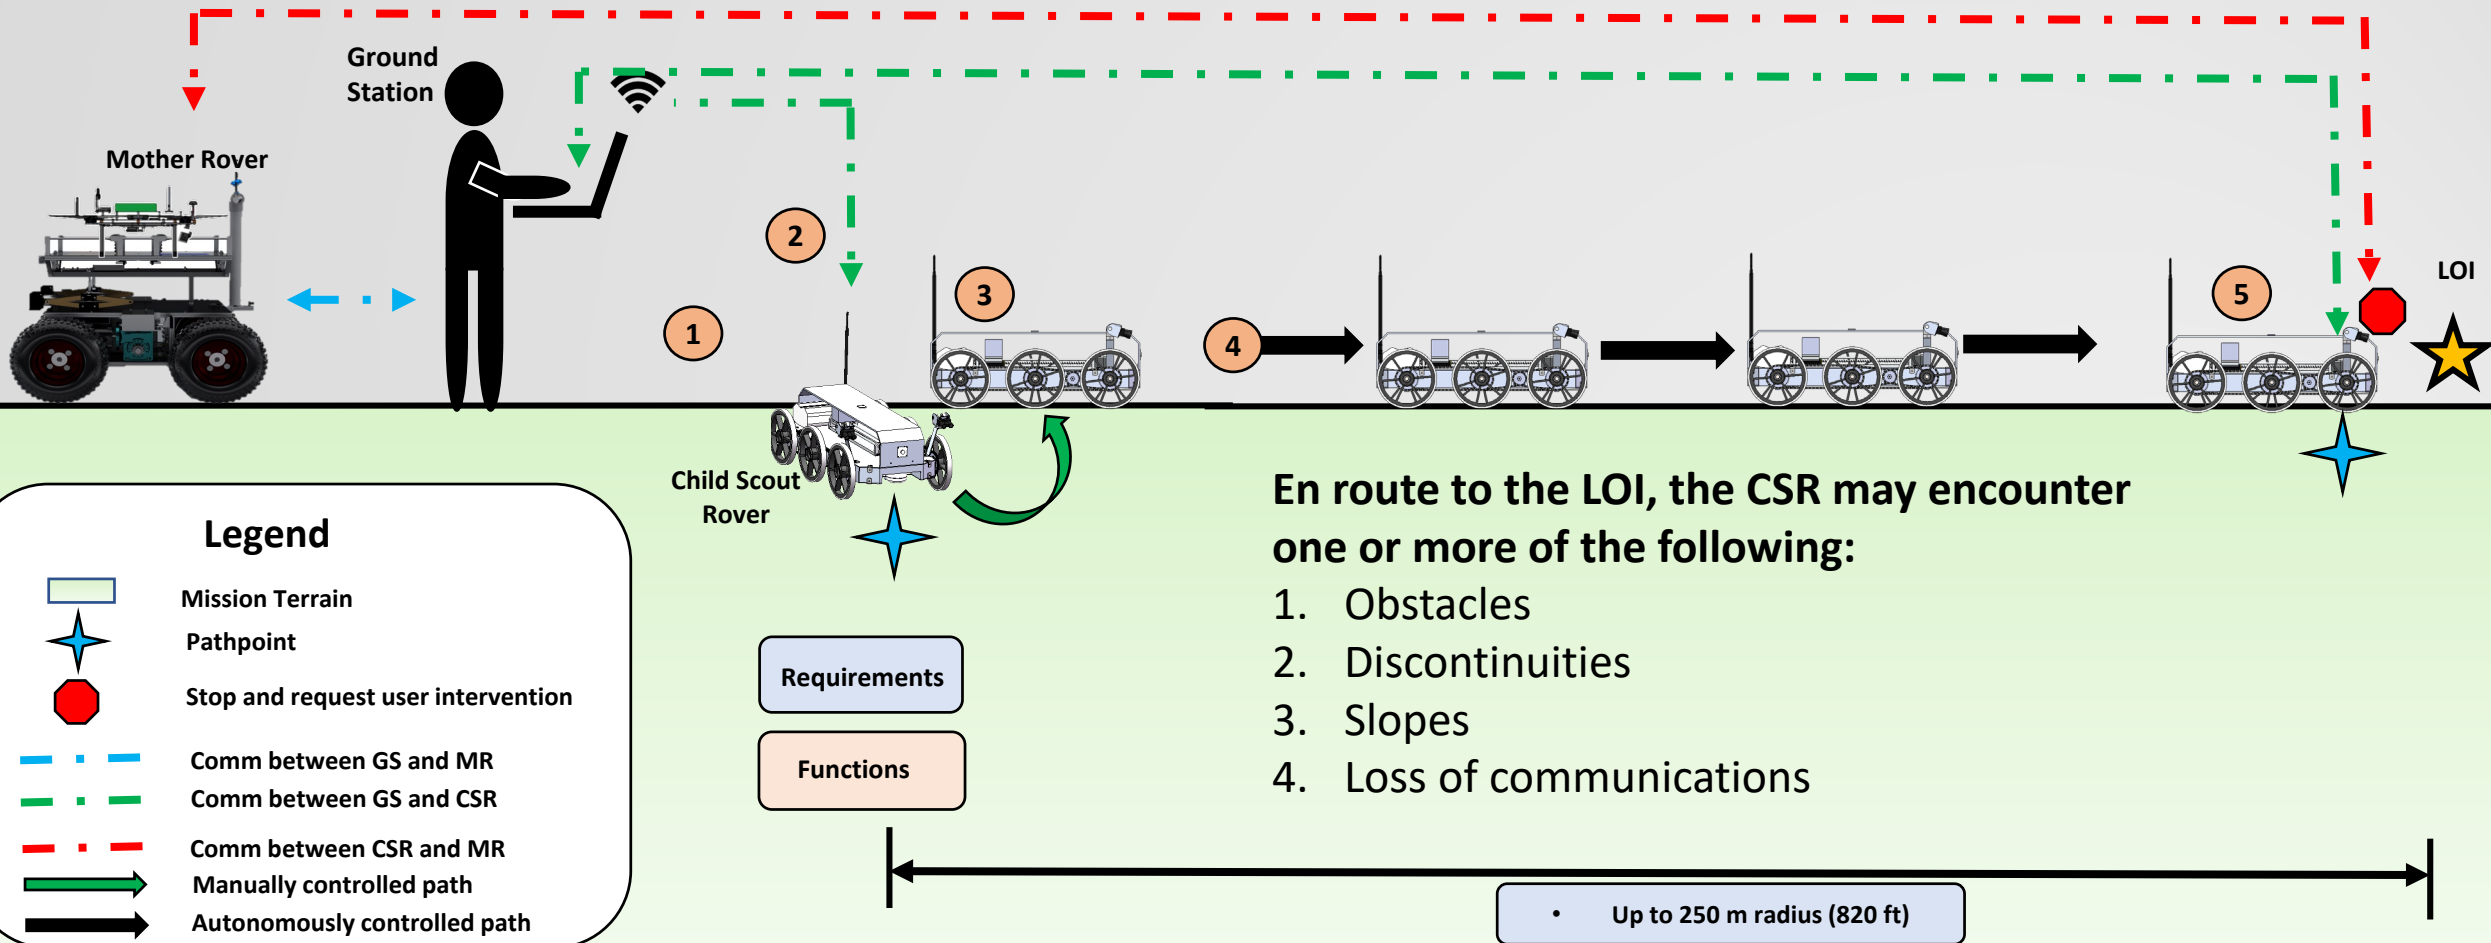 Ground
Station
Mother Rover
2
LOI
5
3
1
4
Child Scout
Rover
En route to the LOI, the CSR may encounter
one or more of the following:
1. Obstacles
2. Discontinuities
3. Slopes
4. Loss of communications
Legend
Mission Terrain
Pathpoint
Stop and request user intervention
Comm between GS and MR
Comm between GS and CSR
Comm between CSR and MR
Manually controlled path
Autonomously controlled path
Requirements
Functions
• Up to 250 m radius (820 ft)